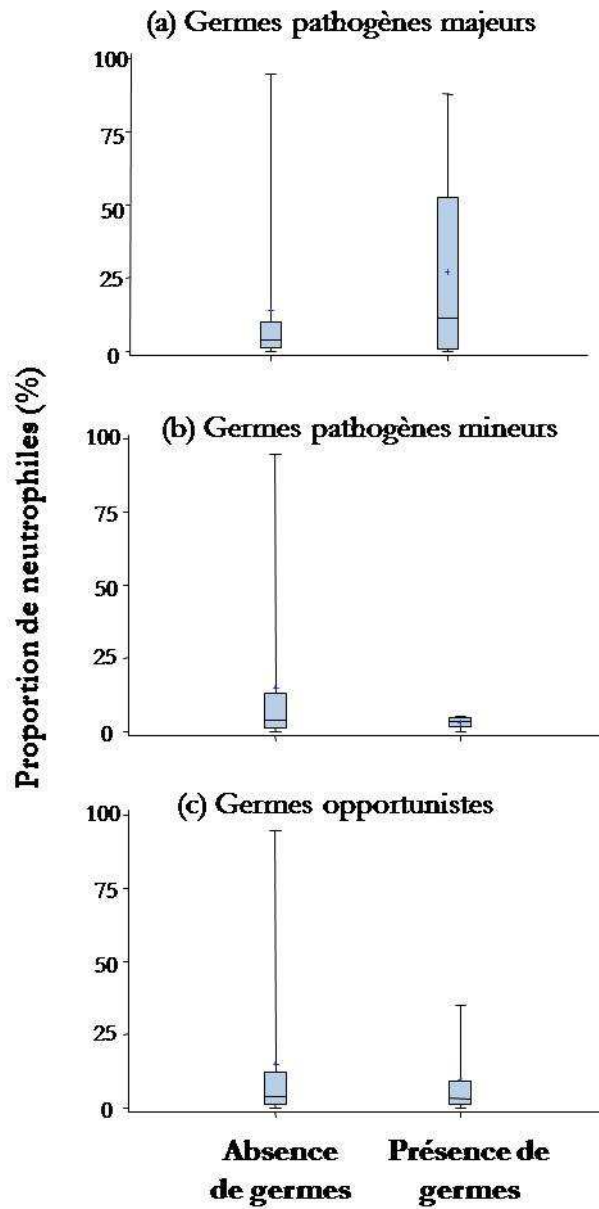 (a) Germes pathogènes majeurs
100
75
50
25
0
Proportion de neutrophiles (%)
(b) Germes pathogènes mineurs
100
75
50
25
0
(c) Germes opportunistes
100
75
50
25
0
Absence
de germes
Présence de
germes